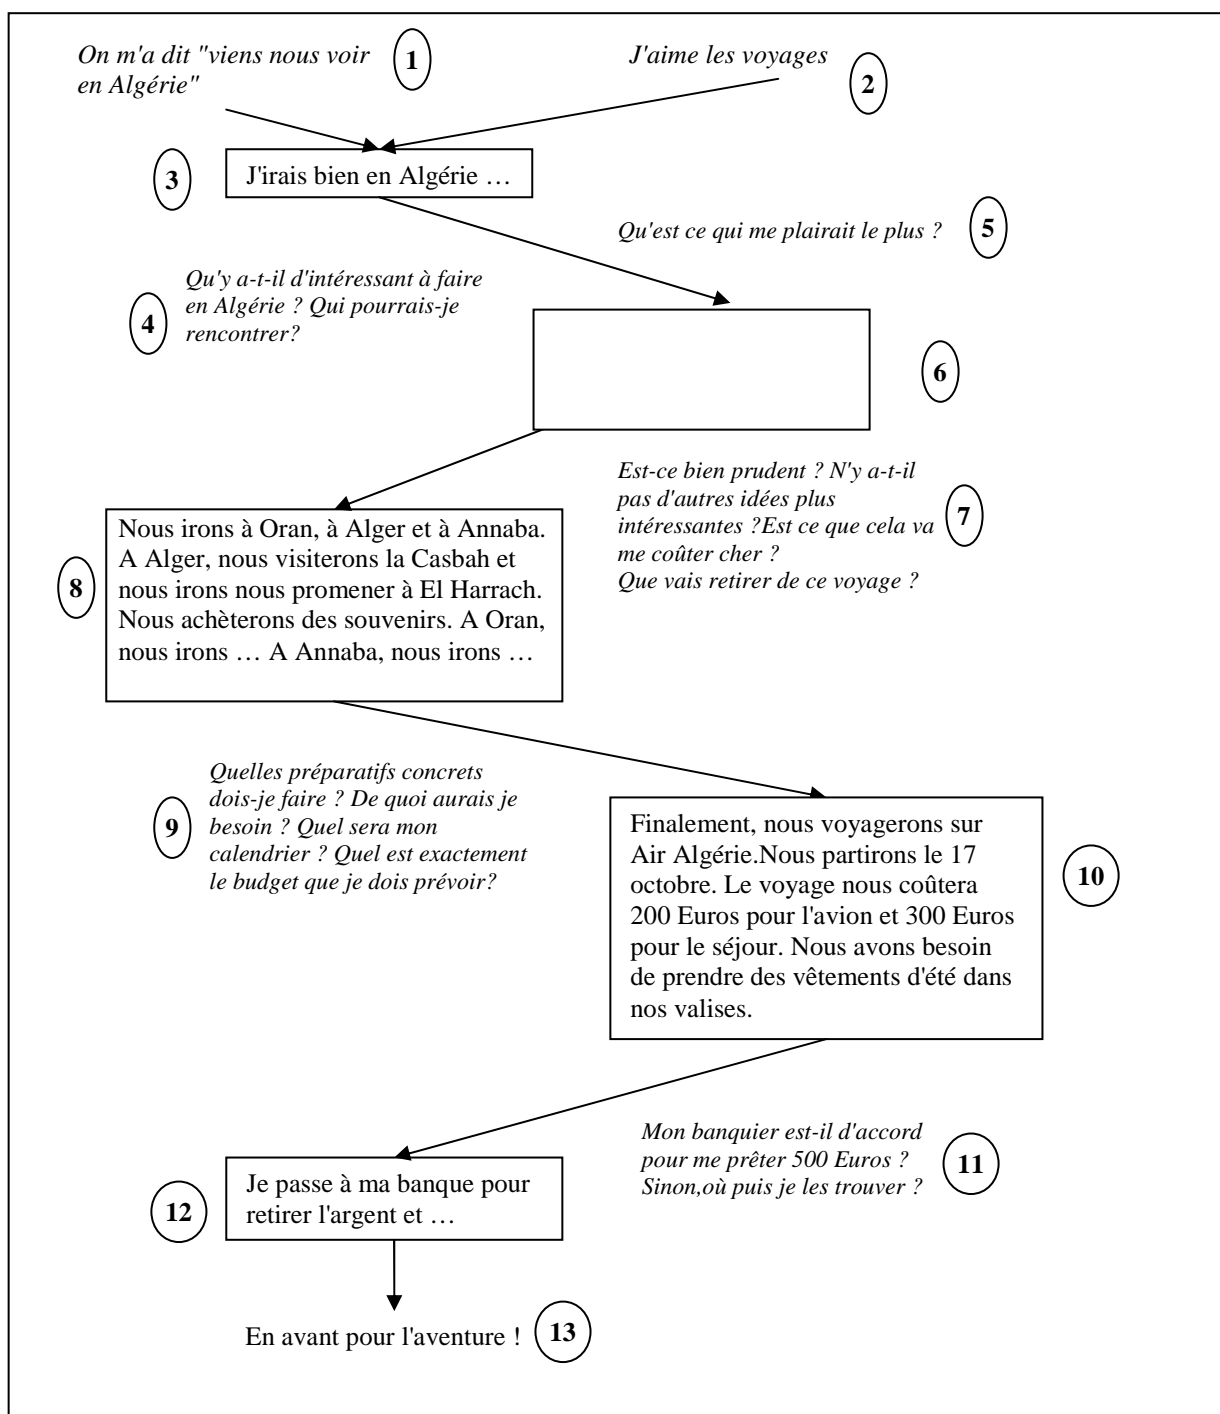 On m'a dit "viens nous voir
en Algérie"
1
J'aime les voyages
2
3
J'irais bien en Algérie …
Qu'est ce qui me plairait le plus ?
5
4
Qu'y a-t-il d'intéressant à faire
en Algérie ? Qui pourrais-je
rencontrer?
6
Est-ce bien prudent ? N'y a-t-il
pas d'autres idées plus
intéressantes ?Est ce que cela va
me coûter cher ?
Que vais retirer de ce voyage ?
7
8
Nous irons à Oran, à Alger et à Annaba.
A Alger, nous visiterons la Casbah et
nous irons nous promener à El Harrach.
Nous achèterons des souvenirs. A Oran,
nous irons … A Annaba, nous irons …
9
Quelles préparatifs concrets
dois-je faire ? De quoi aurais je
besoin ? Quel sera mon
calendrier ? Quel est exactement
le budget que je dois prévoir?
Finalement, nous voyagerons sur
Air Algérie.Nous partirons le 17
octobre. Le voyage nous coûtera
200 Euros pour l'avion et 300 Euros
pour le séjour. Nous avons besoin
de prendre des vêtements d'été dans
nos valises.
10
Mon banquier est-il d'accord
pour me prêter 500 Euros ?
Sinon,où puis je les trouver ?
11
12
Je passe à ma banque pour
retirer l'argent et …
En avant pour l'aventure !
13